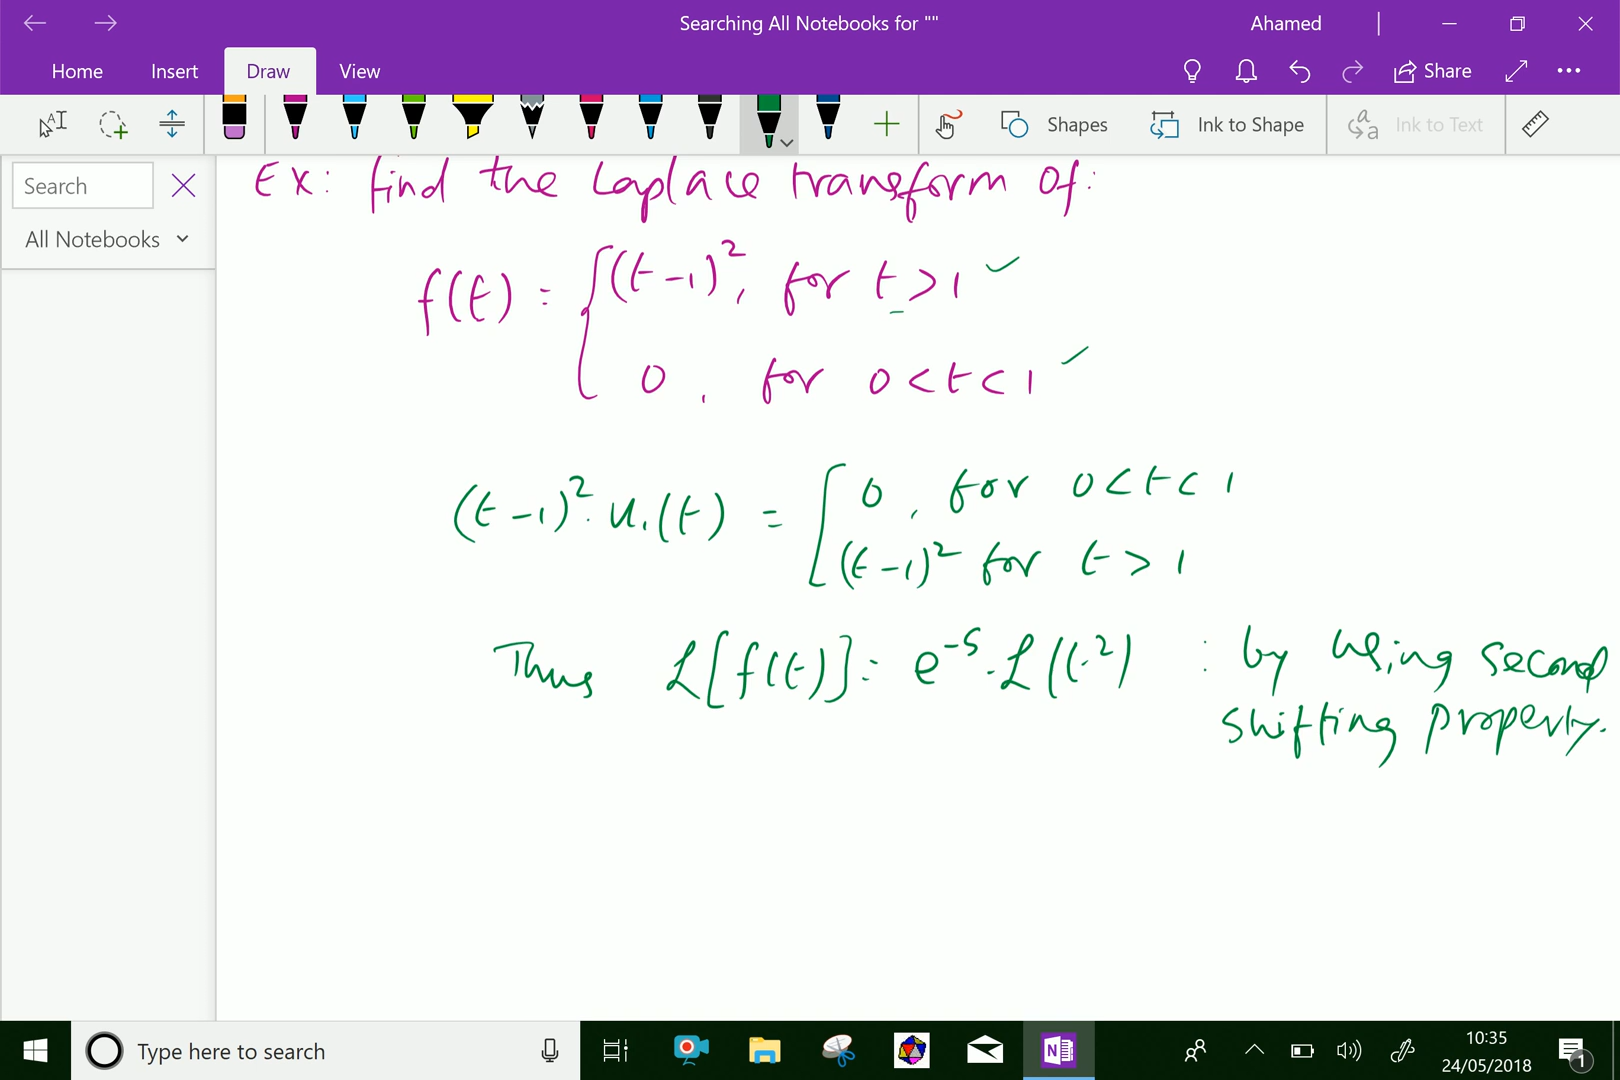 Searching All Notebooks for ""
Ahamed
Home Insert Draw View
Share
Shapes
Ink to Shape
Ink to Text
Search
All Notebooks
Ex: find the Laplace transform of:
f(t) = { (t-1)², for t > 1 ✓
0, for 0 < t < 1 ✓
(t-1)². u₁(t) = [ 0, for 0 < t < 1
(t-1)² for t > 1
Thus L[f(t)] = e⁻ˢ. L(t²) : by using second
shifting property.
Type here to search
N
10:35
24/05/2018
1